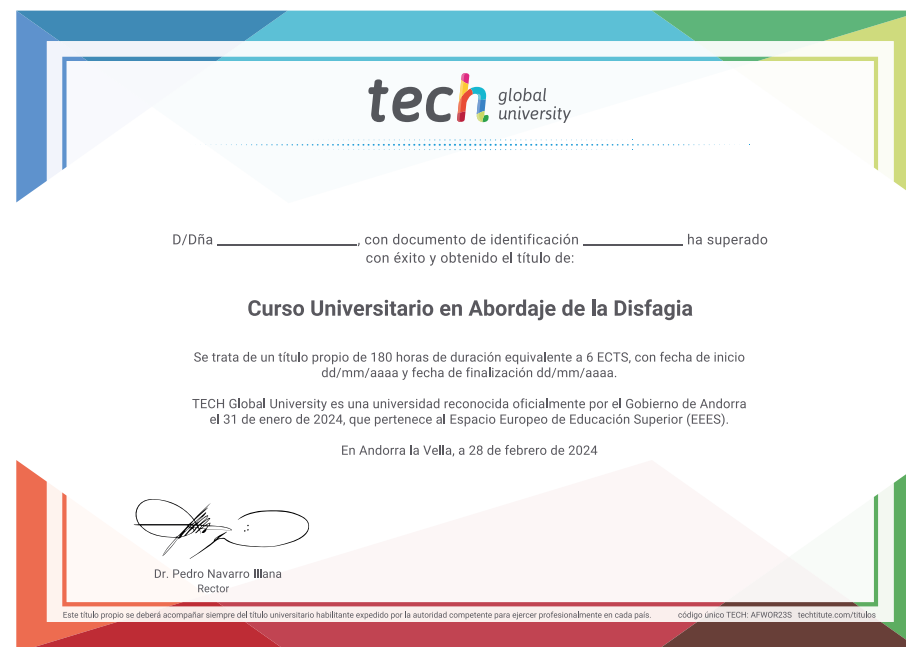 tech global university
D/Dña ____________________, con documento de identificación ______________ ha superado
con éxito y obtenido el título de:
Curso Universitario en Abordaje de la Disfagia
Se trata de un título propio de 180 horas de duración equivalente a 6 ECTS, con fecha de inicio
dd/mm/aaaa y fecha de finalización dd/mm/aaaa.
TECH Global University es una universidad reconocida oficialmente por el Gobierno de Andorra
el 31 de enero de 2024, que pertenece al Espacio Europeo de Educación Superior (EEES).
En Andorra la Vella, a 28 de febrero de 2024
Dr. Pedro Navarro Illana
Rector
Este título propio se deberá acompañar siempre del título universitario habilitante expedido por la autoridad competente para ejercer profesionalmente en cada país. código único TECH: AFWOR23S techtitute.com/titulos